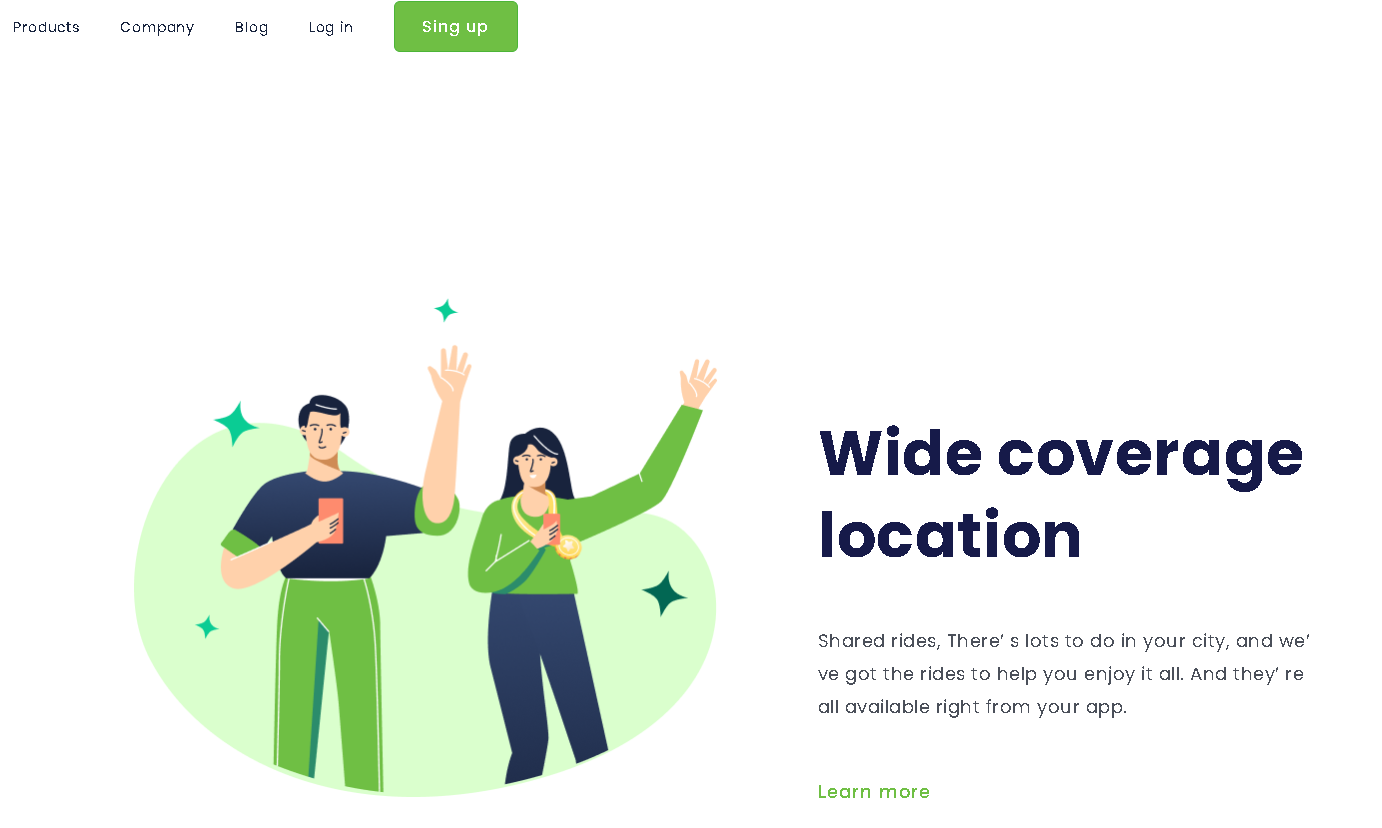 Products Company Blog Log in Sing up
Wide coverage
location
Shared rides, There’ s lots to do in your city, and we’
ve got the rides to help you enjoy it all. And they’ re
all available right from your app.
Learn more